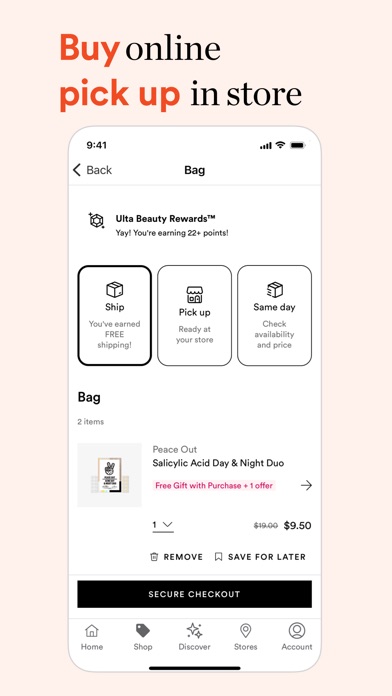 Buy online
pick up in store
9:41
Back
Bag
Ulta Beauty Rewards™
Yay! You're earning 22+ points!
Ship
You've earned
FREE
shipping!
Pick up
Ready at
your store
Same day
Check
availability
and price
Bag
2 items
Peace Out
Salicylic Acid Day & Night Duo
Free Gift with Purchase + 1 offer
1
$19.00 $9.50
REMOVE
SAVE FOR LATER
SECURE CHECKOUT
Home
Shop
Discover
Stores
Account